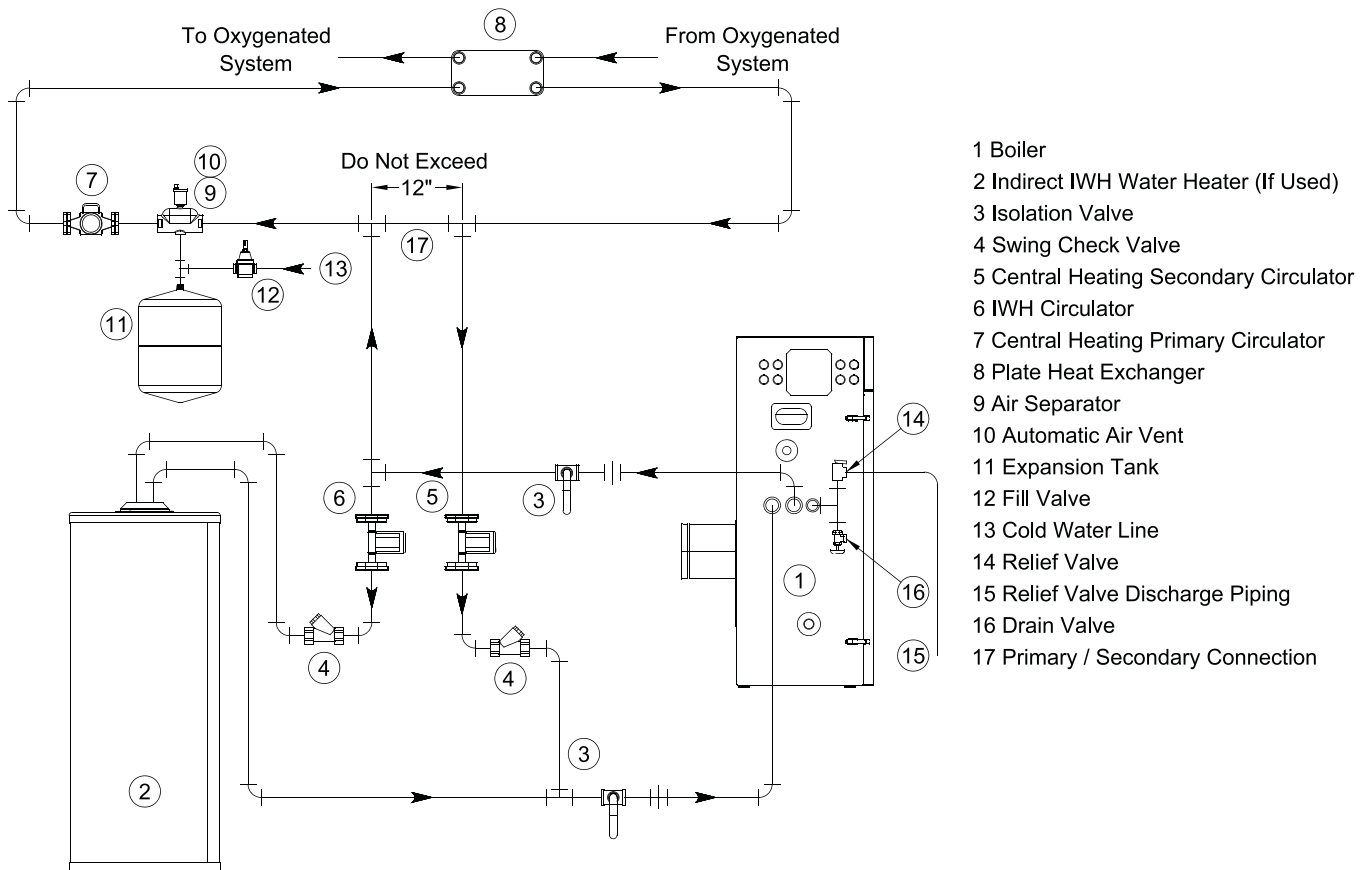 8
To Oxygenated
System
From Oxygenated
System
10
Do Not Exceed
7
9
12"
17
13
12
11
14
6
5
3
1
16
4
4
15
3
2
1 Boiler
2 Indirect IWH Water Heater (If Used)
3 Isolation Valve
4 Swing Check Valve
5 Central Heating Secondary Circulator
6 IWH Circulator
7 Central Heating Primary Circulator
8 Plate Heat Exchanger
9 Air Separator
10 Automatic Air Vent
11 Expansion Tank
12 Fill Valve
13 Cold Water Line
14 Relief Valve
15 Relief Valve Discharge Piping
16 Drain Valve
17 Primary / Secondary Connection